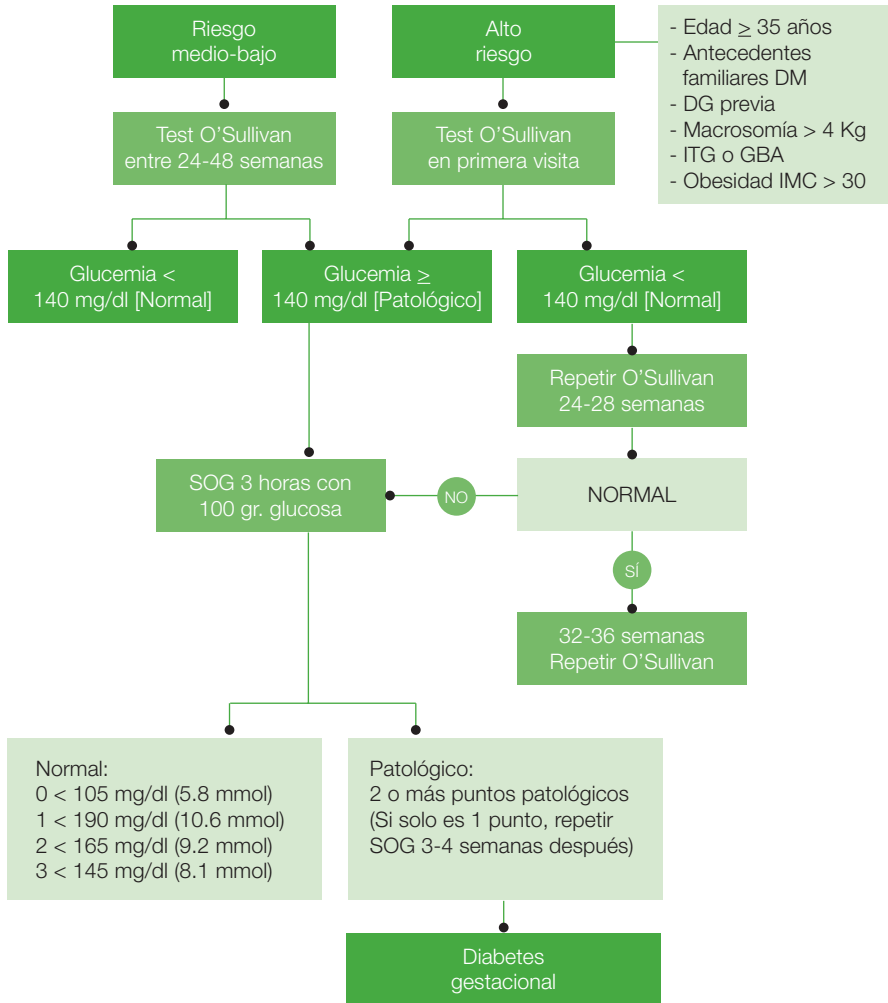 Riesgo
medio-bajo
Alto
riesgo
- Edad ≥ 35 años
- Antecedentes
familiares DM
- DG previa
- Macrosomía > 4 Kg
- ITG o GBA
- Obesidad IMC > 30
Test O'Sullivan
entre 24-48 semanas
Test O'Sullivan
en primera visita
Glucemia <
140 mg/dl [Normal]
Glucemia ≥
140 mg/dl [Patológico]
Glucemia <
140 mg/dl [Normal]
Repetir O'Sullivan
24-28 semanas
SOG 3 horas con
100 gr. glucosa
NO
NORMAL
SÍ
32-36 semanas
Repetir O'Sullivan
Normal:
0 < 105 mg/dl (5.8 mmol)
1 < 190 mg/dl (10.6 mmol)
2 < 165 mg/dl (9.2 mmol)
3 < 145 mg/dl (8.1 mmol)
Patológico:
2 o más puntos patológicos
(Si solo es 1 punto, repetir
SOG 3-4 semanas después)
Diabetes
gestacional